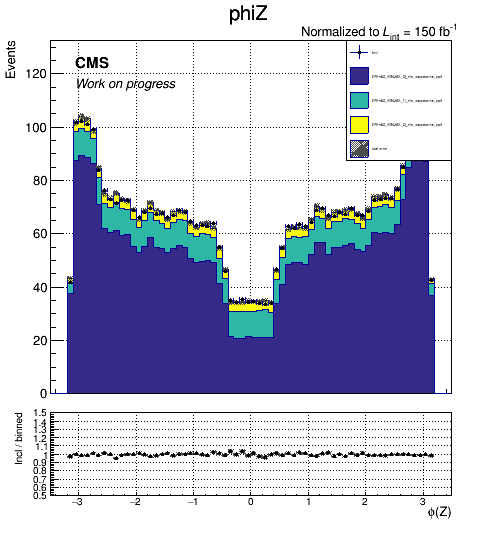 phiZ
Normalized to Lint = 150 fb-1
Events
CMS
Work on progress
120
100
80
60
40
20
0
Incl / binned
1.5
1.4
1.3
1.2
1.1
1
0.9
0.8
0.7
0.6
0.5
−3 −2 −1 0 1 2 3
ϕ(Z)